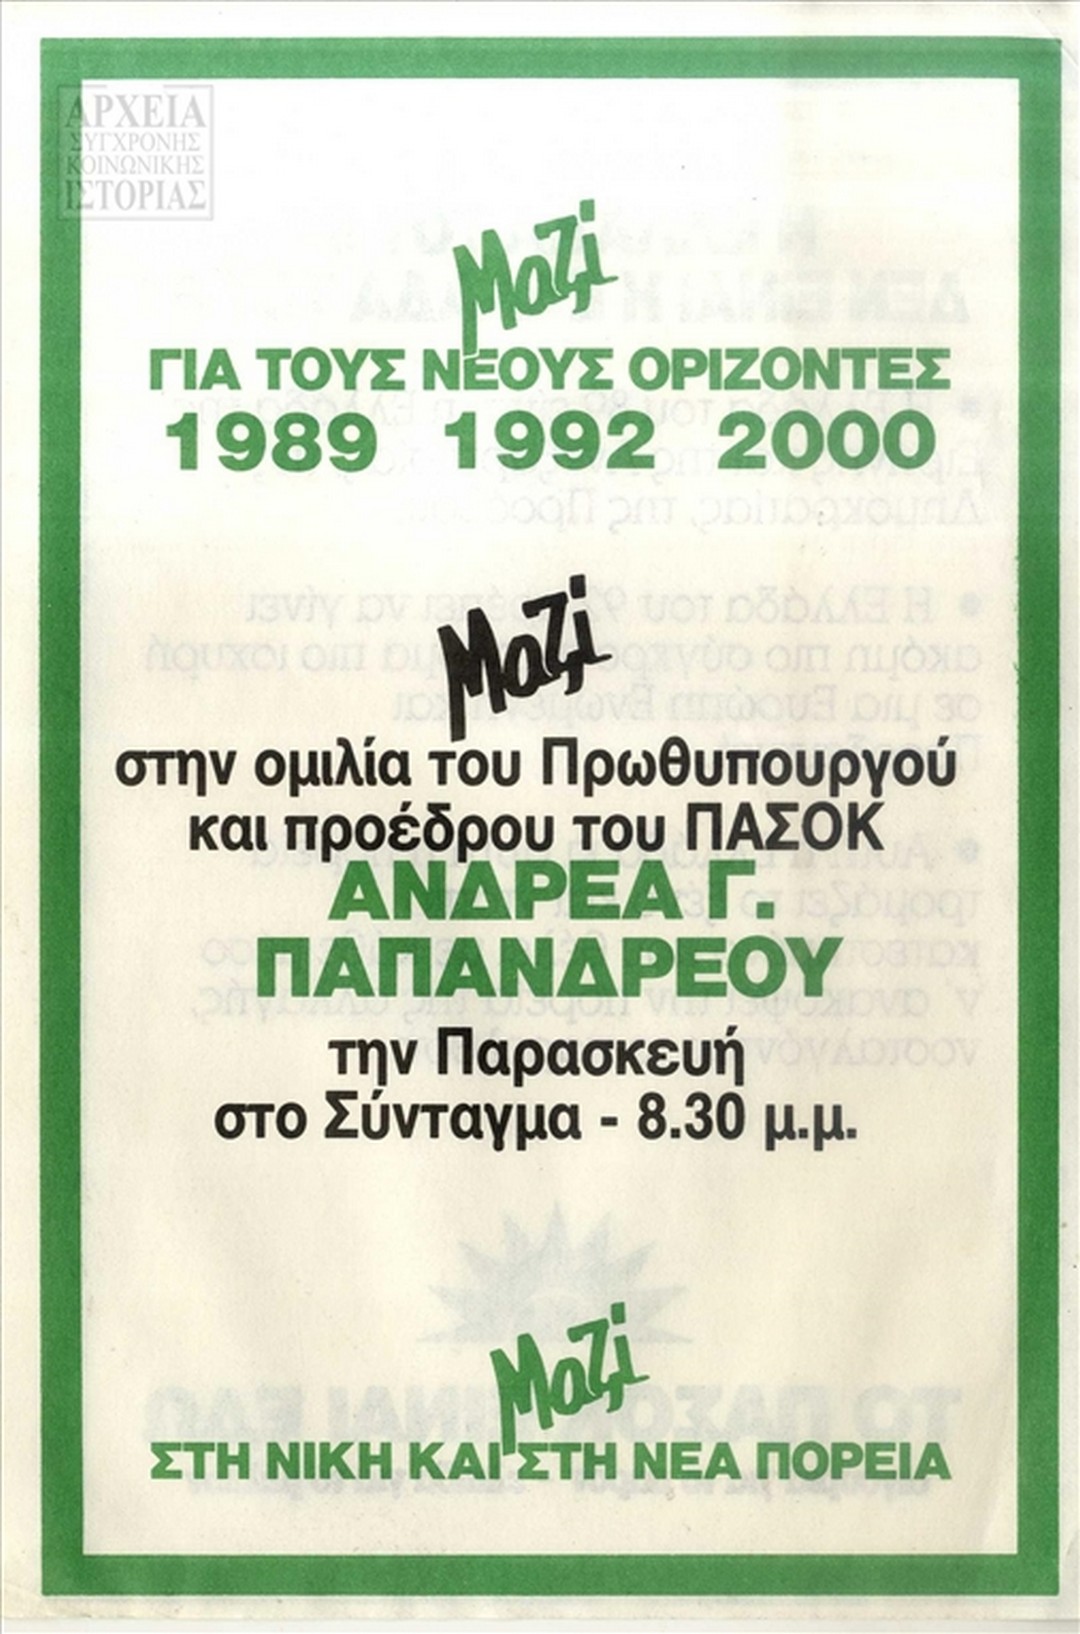 ΑΡΧΕΙΑ
ΣΥΓΧΡΟΝΗΣ
ΚΟΙΝΩΝΙΚΗΣ
ΙΣΤΟΡΙΑΣ
Μαζί
ΓΙΑ ΤΟΥΣ ΝΕΟΥΣ ΟΡΙΖΟΝΤΕΣ
1989 1992 2000
Μαζί
στην ομιλία του Πρωθυπουργού
και προέδρου του ΠΑΣΟΚ
ΑΝΔΡΕΑ Γ.
ΠΑΠΑΝΔΡΕΟΥ
την Παρασκευή
στο Σύνταγμα - 8.30 μ.μ.
Μαζί
ΣΤΗ ΝΙΚΗ ΚΑΙ ΣΤΗ ΝΕΑ ΠΟΡΕΙΑ